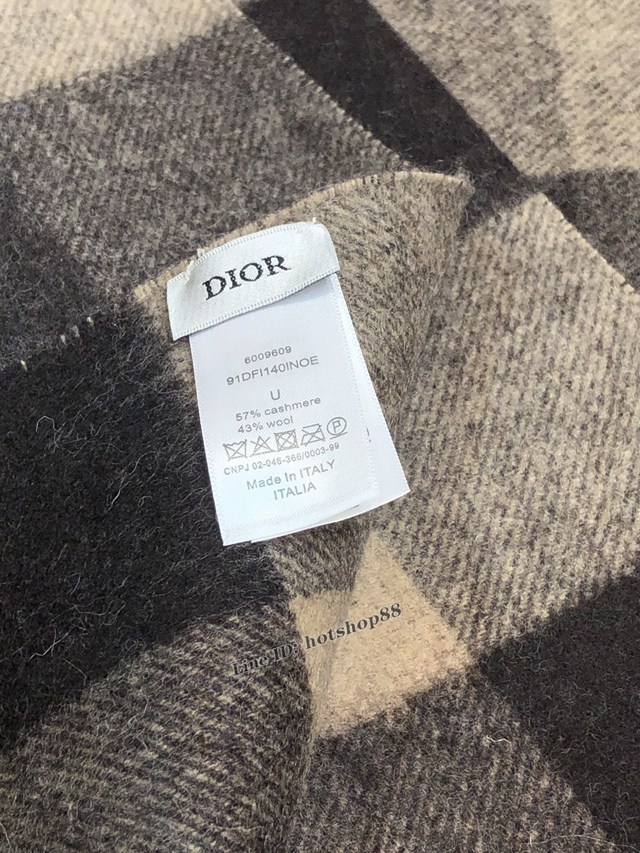 DIOR
6009609
91DFI140INOE
U
57% cashmere
43% wool
P
CNPJ 02-046-366/0003-99
Made In ITALY
ITALIA
Line.ID: hotshop88